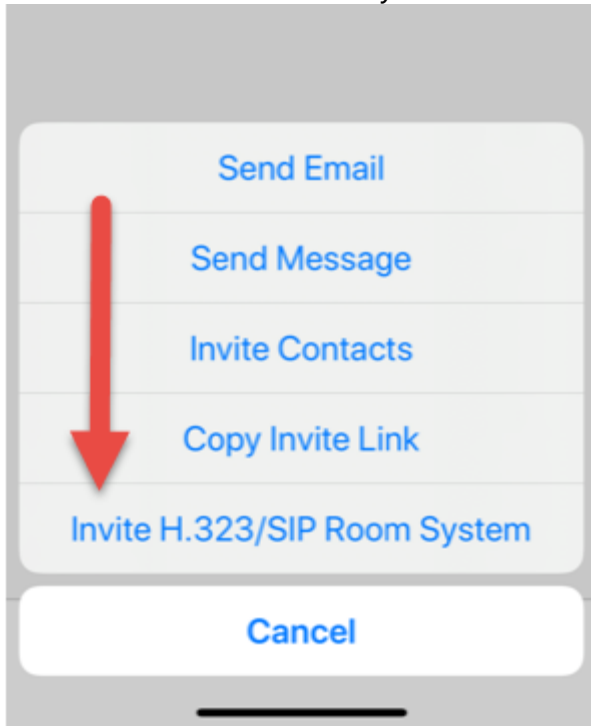 Send Email
Send Message
Invite Contacts
Copy Invite Link
Invite H.323/SIP Room System
Cancel